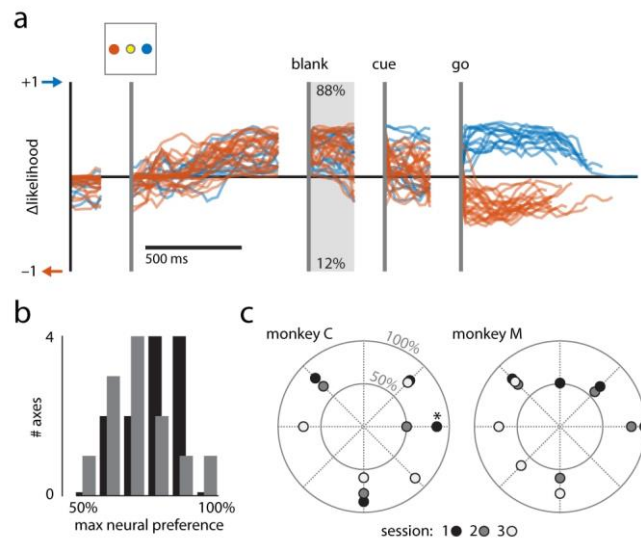 a
blank cue go
+1
88%
Δlikelihood
12%
–1
500 ms
b
4
# axes
0
50% 100%
max neural preference
c
monkey C monkey M
100%
50%
*
session: 1 2 3